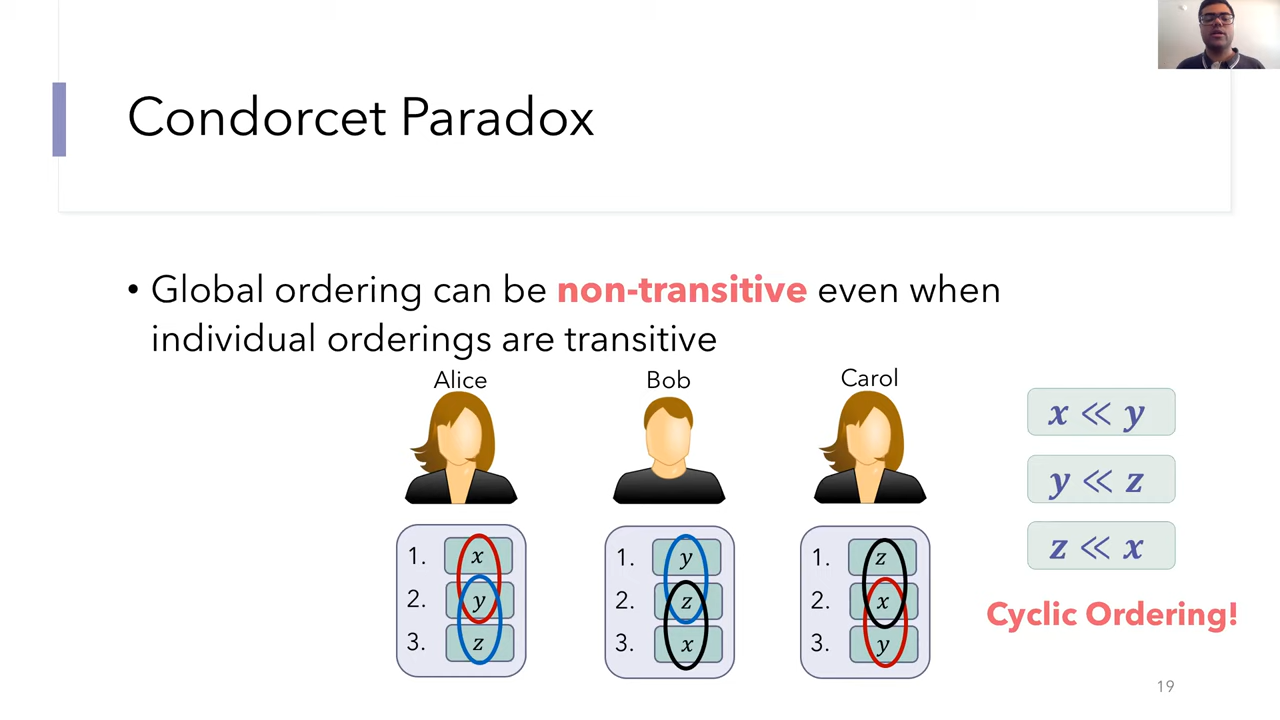 Condorcet Paradox
• Global ordering can be non-transitive even when
individual orderings are transitive
Alice
Bob
Carol
1. x
2. y
3. z
1. y
2. z
3. x
1. z
2. x
3. y
x ≪ y
y ≪ z
z ≪ x
Cyclic Ordering!
19